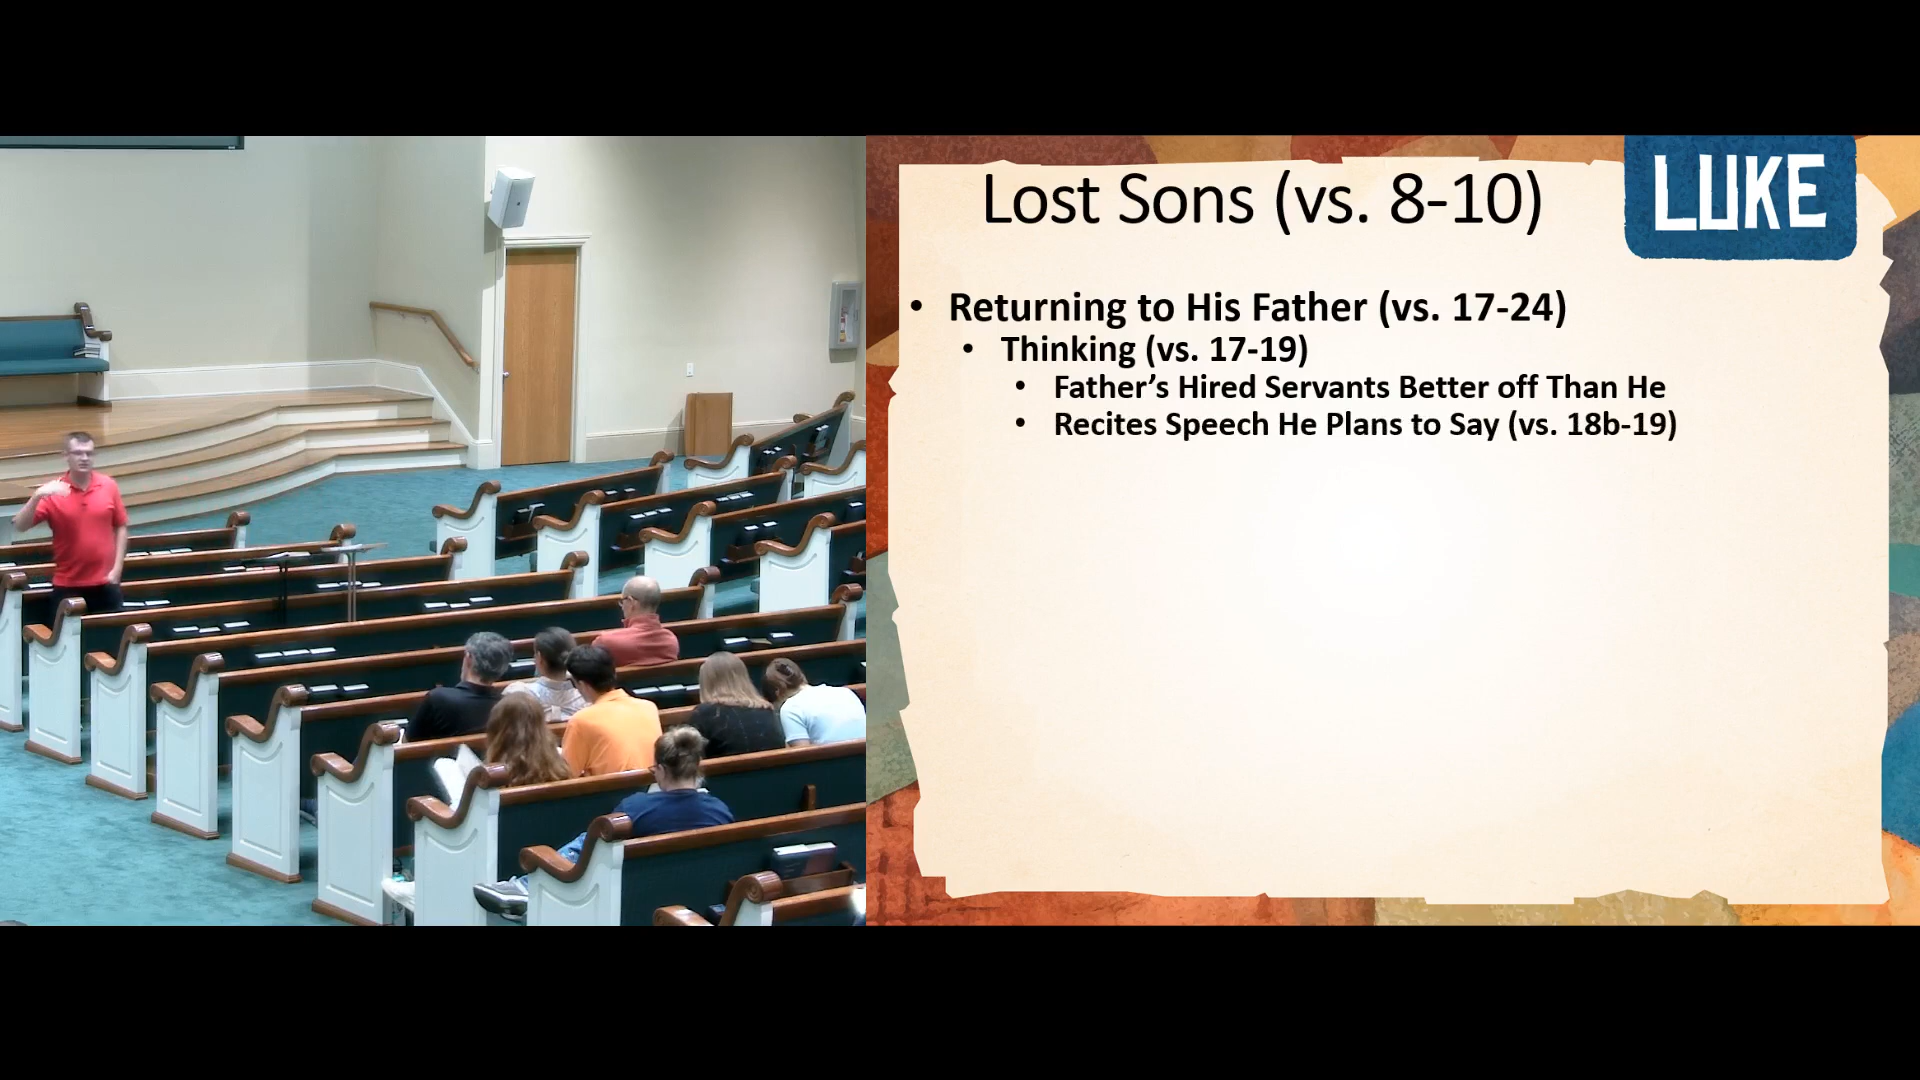 Lost Sons (vs. 8-10)
LUKE
• Returning to His Father (vs. 17-24)
• Thinking (vs. 17-19)
• Father’s Hired Servants Better off Than He
• Recites Speech He Plans to Say (vs. 18b-19)